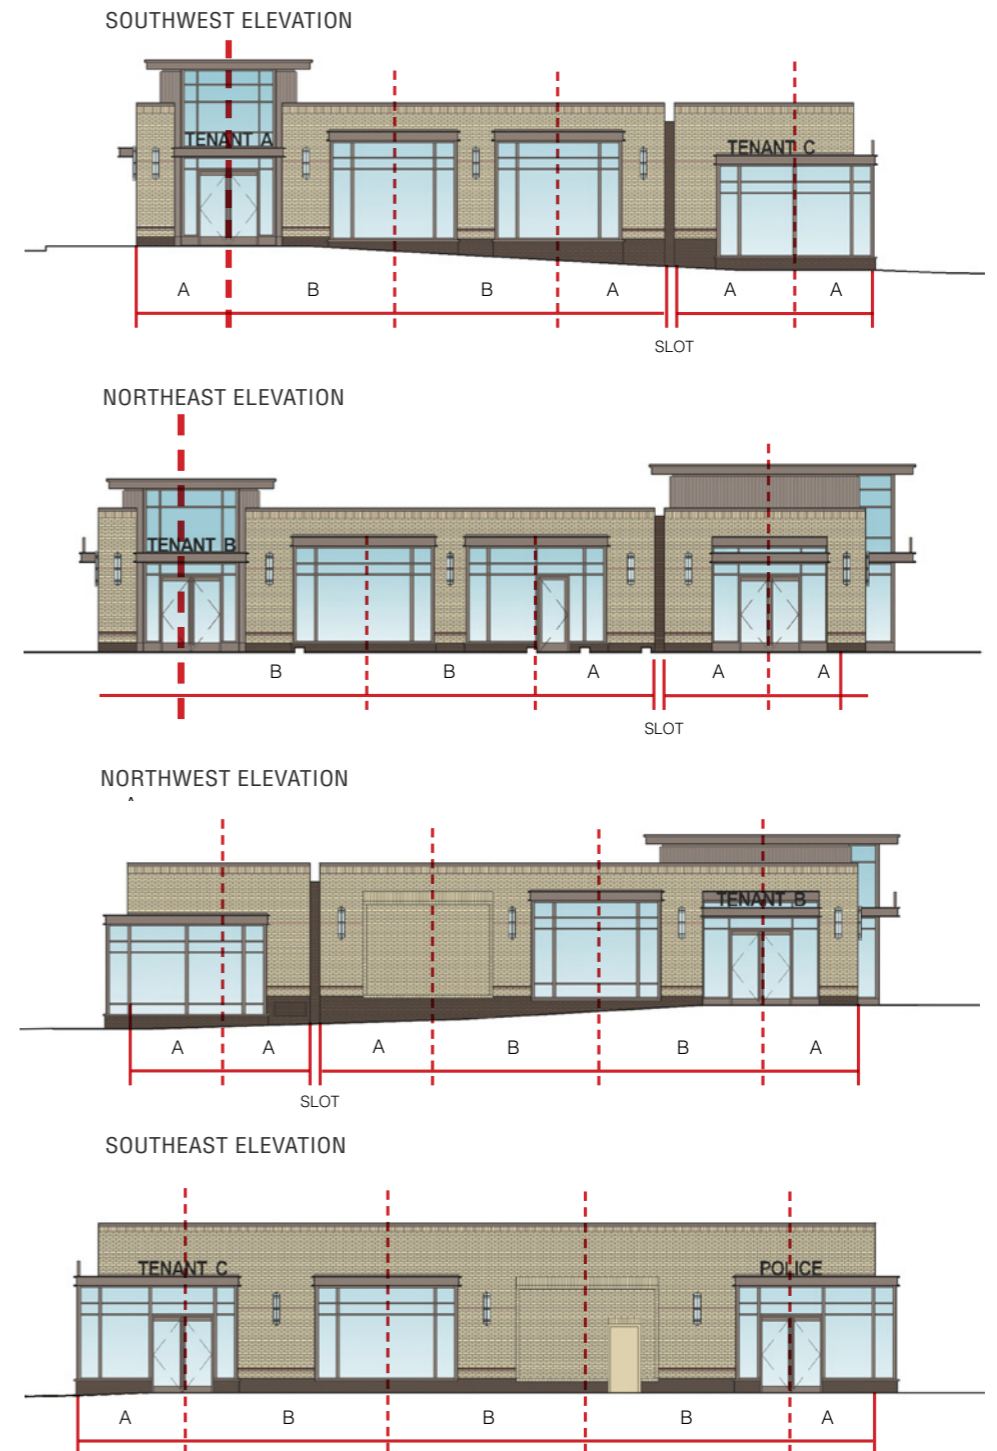 SOUTHWEST ELEVATION
TENANT A
TENANT C
A B B A A A
SLOT
NORTHEAST ELEVATION
TENANT B
B B A A A
SLOT
NORTHWEST ELEVATION
TENANT B
A A A B B A
SLOT
SOUTHEAST ELEVATION
TENANT C
POLICE
A B B B A